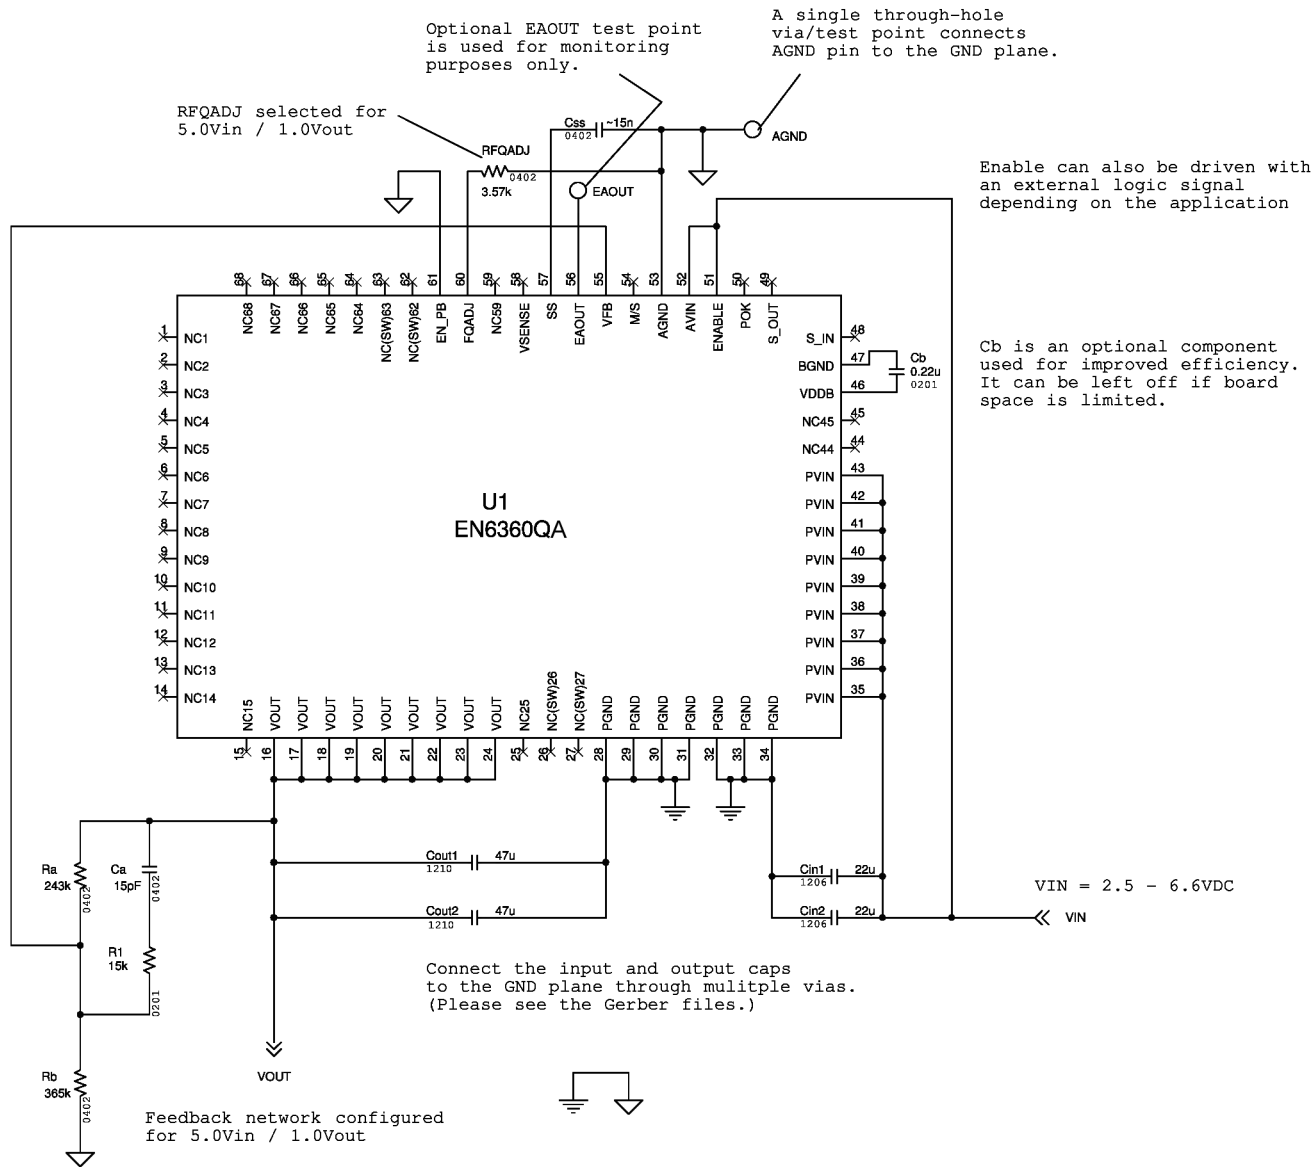 Optional EAOUT test point
is used for monitoring
purposes only.
A single through-hole
via/test point connects
AGND pin to the GND plane.
RFQADJ selected for
5.0Vin / 1.0Vout
Css
0402
~15n
AGND
RFQADJ
0402
3.57k
EAOUT
Enable can also be driven with
an external logic signal
depending on the application
68
67
66
65
64
63
62
61
60
59
58
57
56
55
54
53
52
51
50
49
NC68
NC67
NC66
NC65
NC64
NC(SW)63
NC(SW)62
EN_PB
FQADJ
NC59
VSENSE
SS
EAOUT
VFB
M/S
AGND
AVIN
ENABLE
POK
S_OUT
1 NC1
2 NC2
3 NC3
4 NC4
5 NC5
6 NC6
7 NC7
8 NC8
9 NC9
10 NC10
11 NC11
12 NC12
13 NC13
14 NC14
U1
EN6360QA
S_IN 48
BGND 47
VDDB 46
NC45 45
NC44 44
PVIN 43
PVIN 42
PVIN 41
PVIN 40
PVIN 39
PVIN 38
PVIN 37
PVIN 36
PVIN 35
Cb
0.22u
0201
Cb is an optional component
used for improved efficiency.
It can be left off if board
space is limited.
NC15
VOUT
VOUT
VOUT
VOUT
VOUT
VOUT
VOUT
VOUT
VOUT
NC25
NC(SW)26
NC(SW)27
PGND
PGND
PGND
PGND
PGND
PGND
PGND
15
16
17
18
19
20
21
22
23
24
25
26
27
28
29
30
31
32
33
34
Ra
243k
0402
Ca
15pF
0402
R1
15k
0201
Rb
365k
0402
Cout1
1210
47u
Cout2
1210
47u
Cin1
1206
22u
Cin2
1206
22u
VIN = 2.5 - 6.6VDC
VIN
Connect the input and output caps
to the GND plane through mulitple vias.
(Please see the Gerber files.)
VOUT
Feedback network configured
for 5.0Vin / 1.0Vout